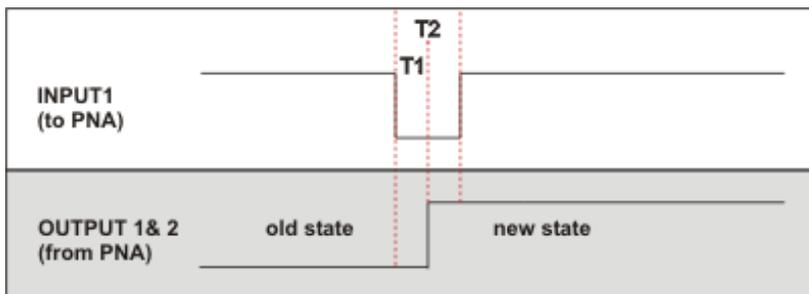 T2
T1
INPUT1
(to PNA)
OUTPUT 1& 2
(from PNA)
old state
new state